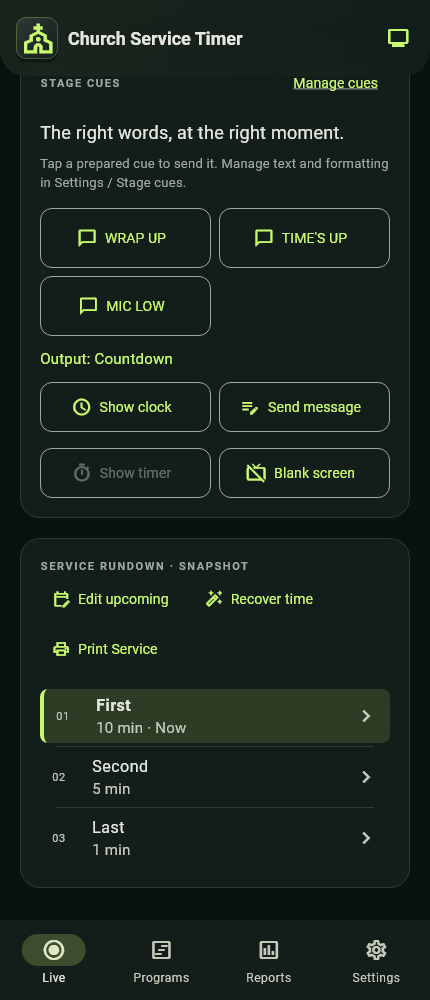 Church Service Timer
STAGE CUES
Manage cues
The right words, at the right moment.
Tap a prepared cue to send it. Manage text and formatting
in Settings / Stage cues.
WRAP UP
TIME'S UP
MIC LOW
Output: Countdown
Show clock
Send message
Show timer
Blank screen
SERVICE RUNDOWN · SNAPSHOT
Edit upcoming
Recover time
Print Service
01
First
10 min · Now
02
Second
5 min
03
Last
1 min
Live
Programs
Reports
Settings